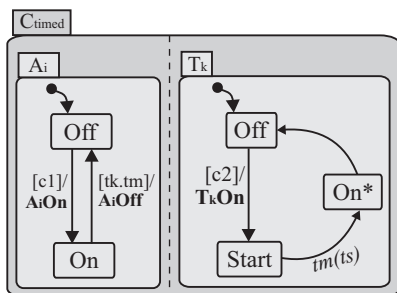 Ctimed
Ai
Off
[c1]/
AiOn
[tk.tm]/
AiOff
On
Tk
Off
[c2]/
TkOn
On*
Start
tm(ts)